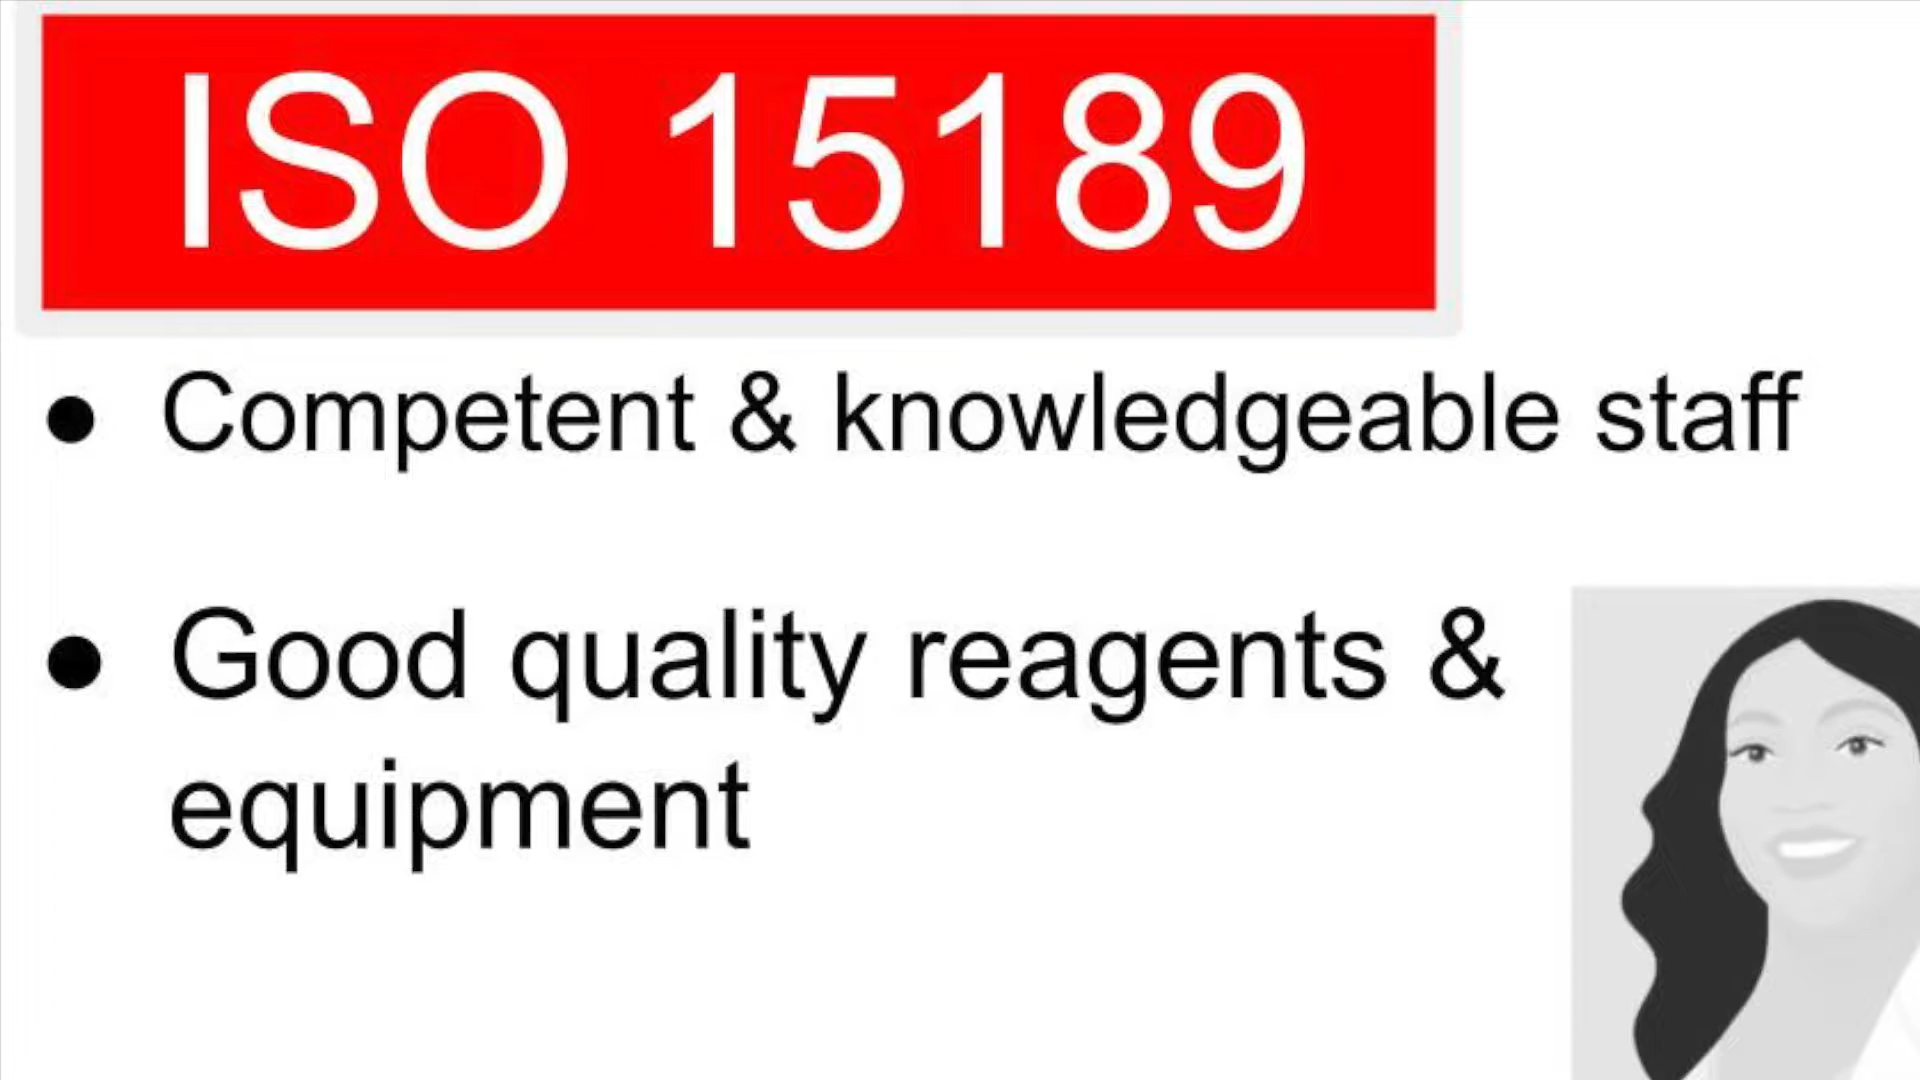 ISO 15189
● Competent & knowledgeable staff
● Good quality reagents &
equipment